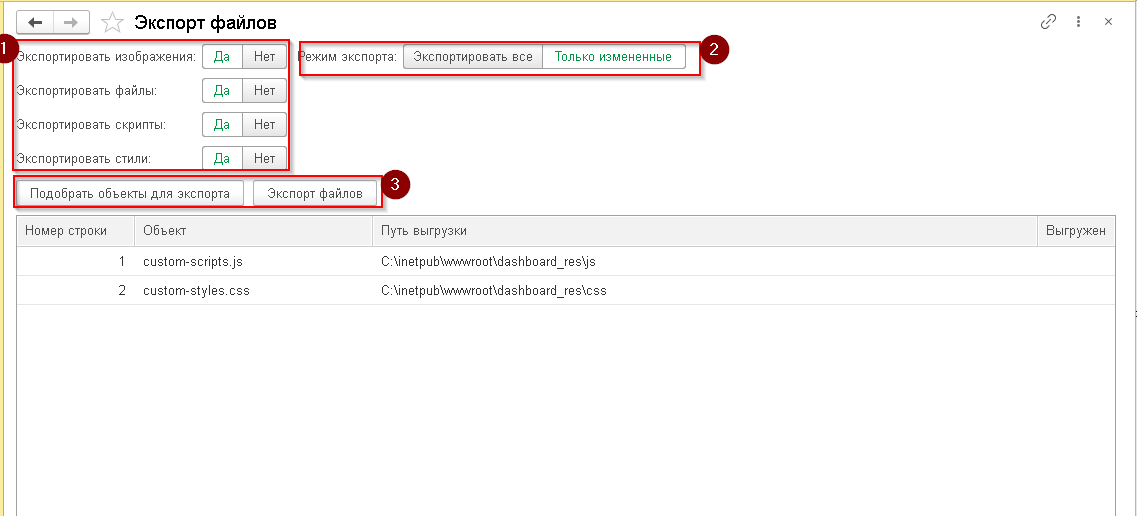 Экспорт файлов
1
Экспортировать изображения: Да Нет Режим экспорта: Экспортировать все Только измененные 2
Экспортировать файлы: Да Нет
Экспортировать скрипты: Да Нет
Экспортировать стили: Да Нет
Подобрать объекты для экспорта Экспорт файлов 3
Номер строки Объект Путь выгрузки Выгружен
1 custom-scripts.js C:\inetpub\wwwroot\dashboard_res\js
2 custom-styles.css C:\inetpub\wwwroot\dashboard_res\css